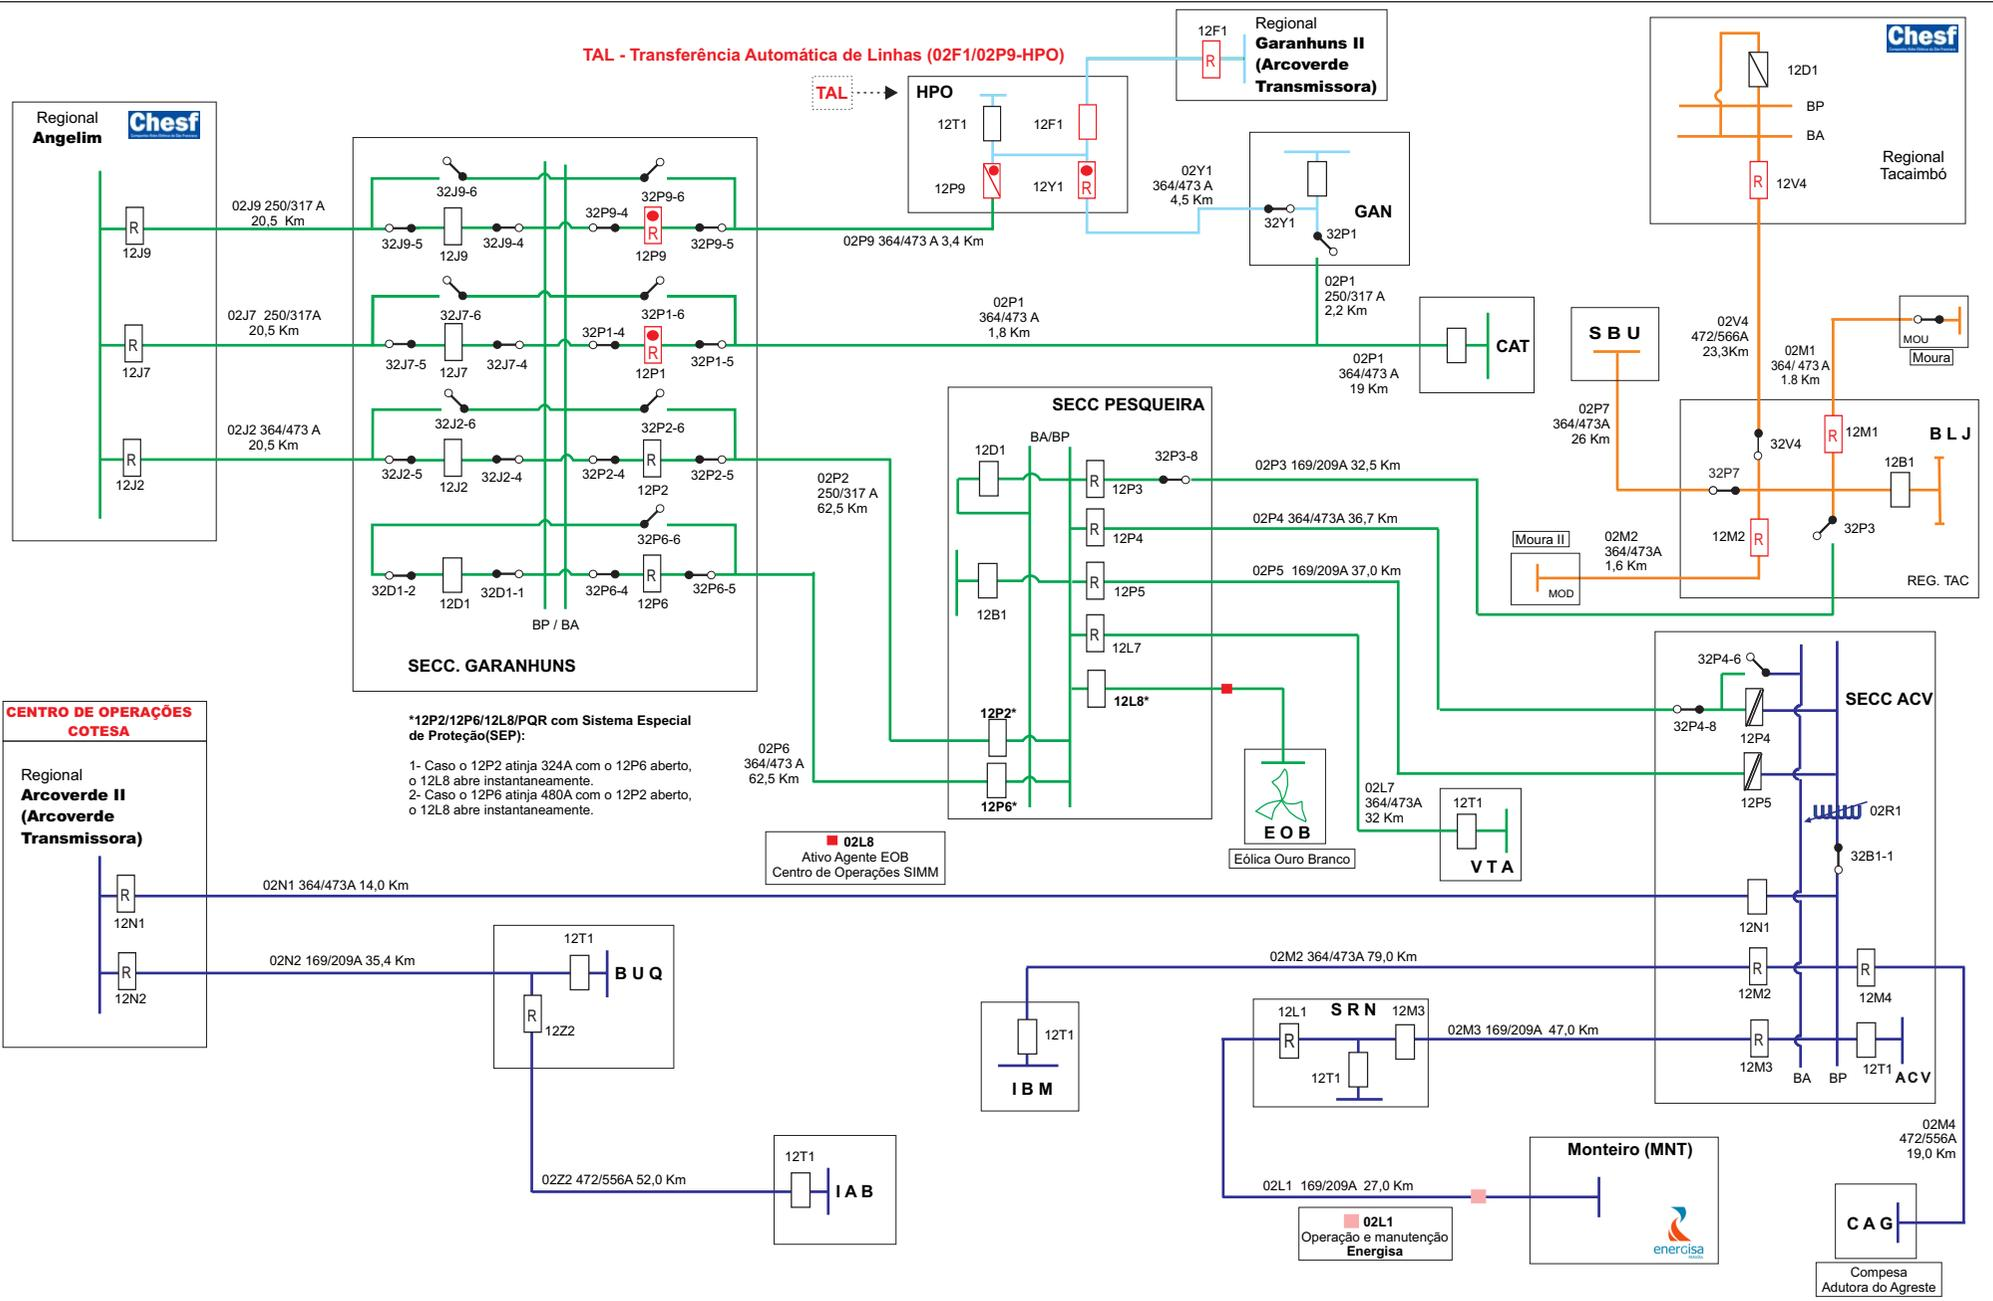 TAL - Transferência Automática de Linhas (02F1/02P9-HPO)
TAL
Regional
Angelim
Chesf
12J9
12J7
12J2
02J9 250/317 A
20,5 Km
02J7 250/317A
20,5 Km
02J2 364/473 A
20,5 Km
32J9-6
32P9-6
32P9-4
32J9-5
12J9
32J9-4
12P9
R
32P9-5
32J7-6
32P1-6
32P1-4
32J7-5
12J7
32J7-4
12P1
R
32P1-5
32J2-6
32P2-6
32J2-5
12J2
32J2-4
32P2-4
12P2
R
32P2-5
32P6-6
32D1-2
12D1
32D1-1
32P6-4
12P6
R
32P6-5
BP / BA
SECC. GARANHUNS
HPO
12T1
12F1
12P9
12Y1
R
02P9 364/473 A 3,4 Km
12F1
R
Regional
Garanhuns II
(Arcoverde
Transmissora)
02Y1
364/473 A
4,5 Km
32Y1
GAN
32P1
02P1
250/317 A
2,2 Km
02P1
364/473 A
1,8 Km
02P1
364/473 A
19 Km
CAT
Chesf
12D1
BP
BA
Regional
Tacaimbó
12V4
R
02V4
472/566A
23,3Km
SBU
02P7
364/473A
26 Km
02M1
364/ 473 A
1.8 Km
MOU
Moura
32V4
12M1
R
BLJ
12B1
32P7
32P3
12M2
R
REG. TAC
02M2
364/473A
1,6 Km
Moura II
MOD
SECC PESQUEIRA
BA/BP
12D1
12P3
R
32P3-8
12P4
R
12B1
12P5
R
12L7
R
12L8*
12P2*
12P6*
02P2
250/317 A
62,5 Km
02P6
364/473 A
62,5 Km
02P3 169/209A 32,5 Km
02P4 364/473A 36,7 Km
02P5 169/209A 37,0 Km
*12P2/12P6/12L8/PQR com Sistema Especial
de Proteção(SEP):
1- Caso o 12P2 atinja 324A com o 12P6 aberto,
o 12L8 abre instantaneamente.
2- Caso o 12P6 atinja 480A com o 12P2 aberto,
o 12L8 abre instantaneamente.
02L8
Ativo Agente EOB
Centro de Operações SIMM
EOB
Eólica Ouro Branco
02L7
364/473A
32 Km
12T1
VTA
SECC ACV
32P4-6
32P4-8
12P4
12P5
02R1
32B1-1
12N1
12M2
R
12M4
R
12M3
R
12T1
BA
BP
ACV
CENTRO DE OPERAÇÕES
COTESA
Regional
Arcoverde II
(Arcoverde
Transmissora)
R
12N1
R
12N2
02N1 364/473A 14,0 Km
02N2 169/209A 35,4 Km
12T1
BUQ
R
12Z2
02Z2 472/556A 52,0 Km
12T1
IAB
02M2 364/473A 79,0 Km
12T1
IBM
12L1
R
SRN
12M3
12T1
02M3 169/209A 47,0 Km
02L1 169/209A 27,0 Km
02L1
Operação e manutenção
Energisa
Monteiro (MNT)
energisa
02M4
472/556A
19,0 Km
CAG
Compesa
Adutora do Agreste